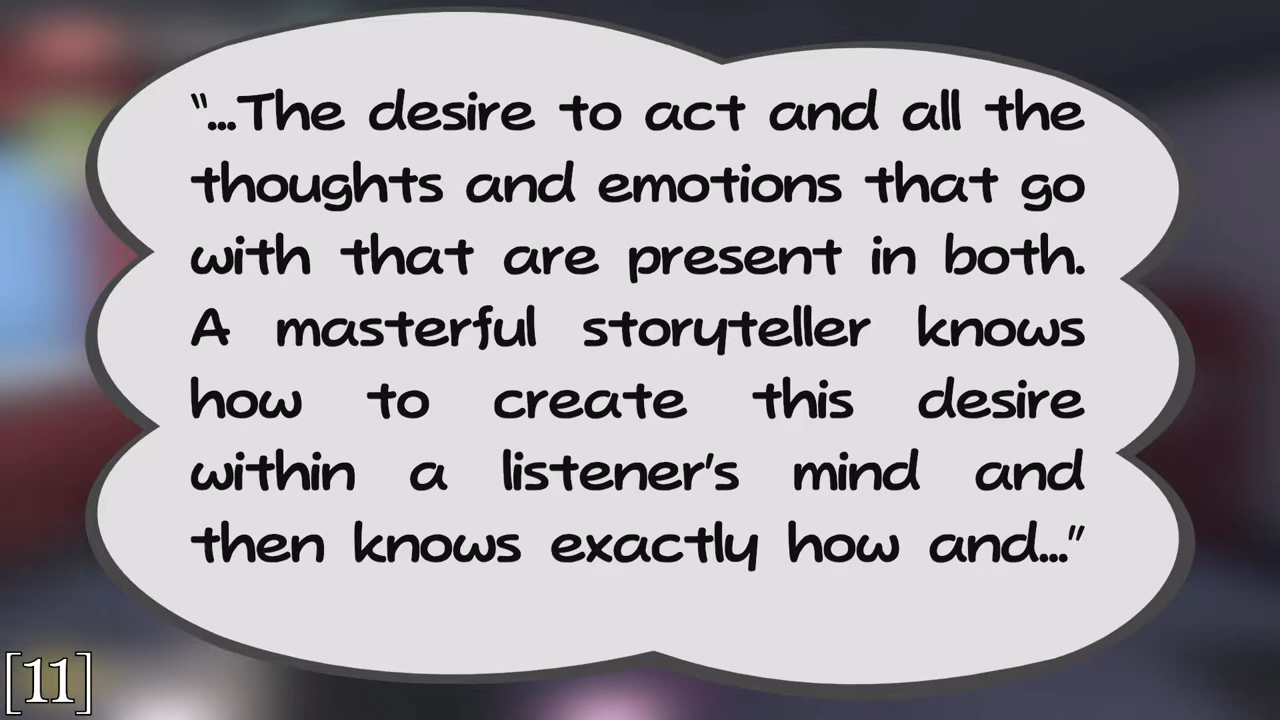 "...The desire to act and all the
thoughts and emotions that go
with that are present in both.
A masterful storyteller knows
how to create this desire
within a listener's mind and
then knows exactly how and..."
[11]